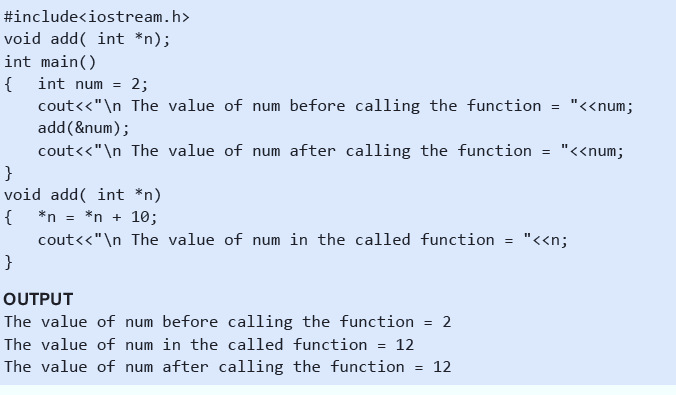 #include<iostream.h>
void add( int *n);
int main()
{   int num = 2;
    cout<<"\n The value of num before calling the function = "<<num;
    add(&num);
    cout<<"\n The value of num after calling the function = "<<num;
}
void add( int *n)
{   *n = *n + 10;
    cout<<"\n The value of num in the called function = "<<n;
}
OUTPUT
The value of num before calling the function = 2
The value of num in the called function = 12
The value of num after calling the function = 12